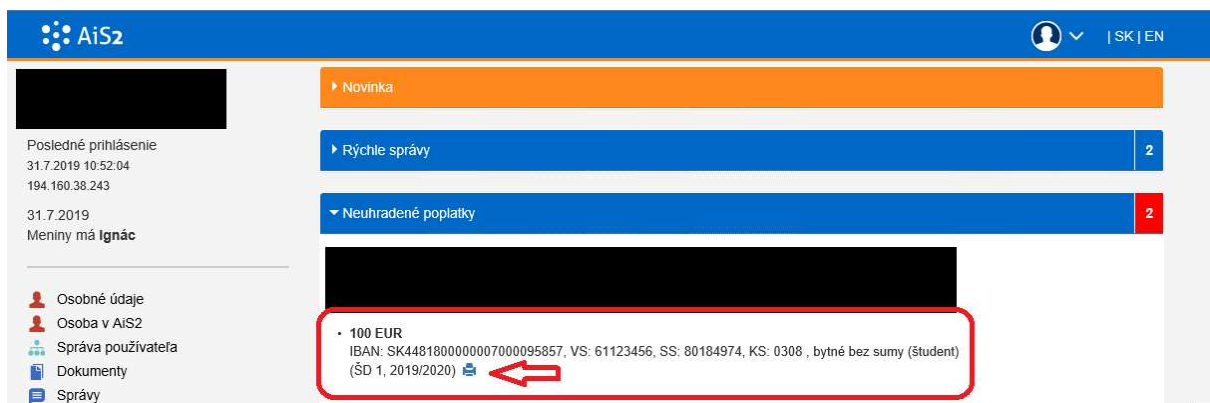 AiS2
| SK | EN
Posledné prihlásenie
31.7.2019 10:52:04
194.160.38.243
31.7.2019
Meniny má Ignác
Osobné údaje
Osoba v AiS2
Správa používateľa
Dokumenty
Správy
Novinka
Rýchle správy 2
Neuhradené poplatky 2
• 100 EUR
IBAN: SK4481800000007000095857, VS: 61123456, SS: 80184974, KS: 0308 , bytné bez sumy (študent)
(ŠD 1, 2019/2020)